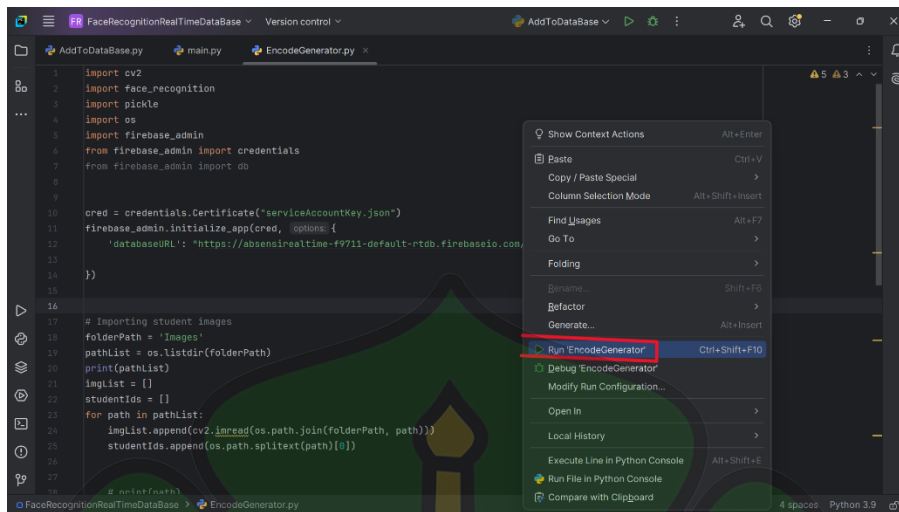 FR FaceRecognitionRealTimeDataBase Version control AddToDataBase
AddToDataBase.py main.py EncodeGenerator.py
5 3
1 import cv2
2 import face_recognition
3 import pickle
4 import os
5 import firebase_admin
6 from firebase_admin import credentials
7 from firebase_admin import db
8
9
10 cred = credentials.Certificate("serviceAccountKey.json")
11 firebase_admin.initialize_app(cred, options: {
12 'databaseURL': "https://absensirealtime-f9711-default-rtdb.firebaseio.com/
13
14 })
15
16
17 # Importing student images
18 folderPath = 'Images'
19 pathList = os.listdir(folderPath)
20 print(pathList)
21 imgList = []
22 studentIds = []
23 for path in pathList:
24 imgList.append(cv2.imread(os.path.join(folderPath, path)))
25 studentIds.append(os.path.splitext(path)[0])
26
27
28 # print(path)
Show Context Actions Alt+Enter
Paste Ctrl+V
Copy / Paste Special
Column Selection Mode Alt+Shift+Insert
Find Usages Alt+F7
Go To
Folding
Rename... Shift+F6
Refactor
Generate... Alt+Insert
Run 'EncodeGenerator' Ctrl+Shift+F10
Debug 'EncodeGenerator'
Modify Run Configuration...
Open In
Local History
Execute Line in Python Console Alt+Shift+E
Run File in Python Console
Compare with Clipboard
FaceRecognitionRealTimeDataBase > EncodeGenerator.py 4 spaces Python 3.9